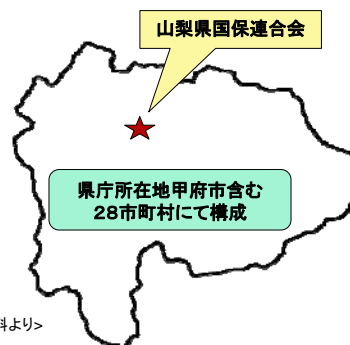 山梨県国保連合会
県庁所在地甲府市含む
28市町村にて構成
料より>